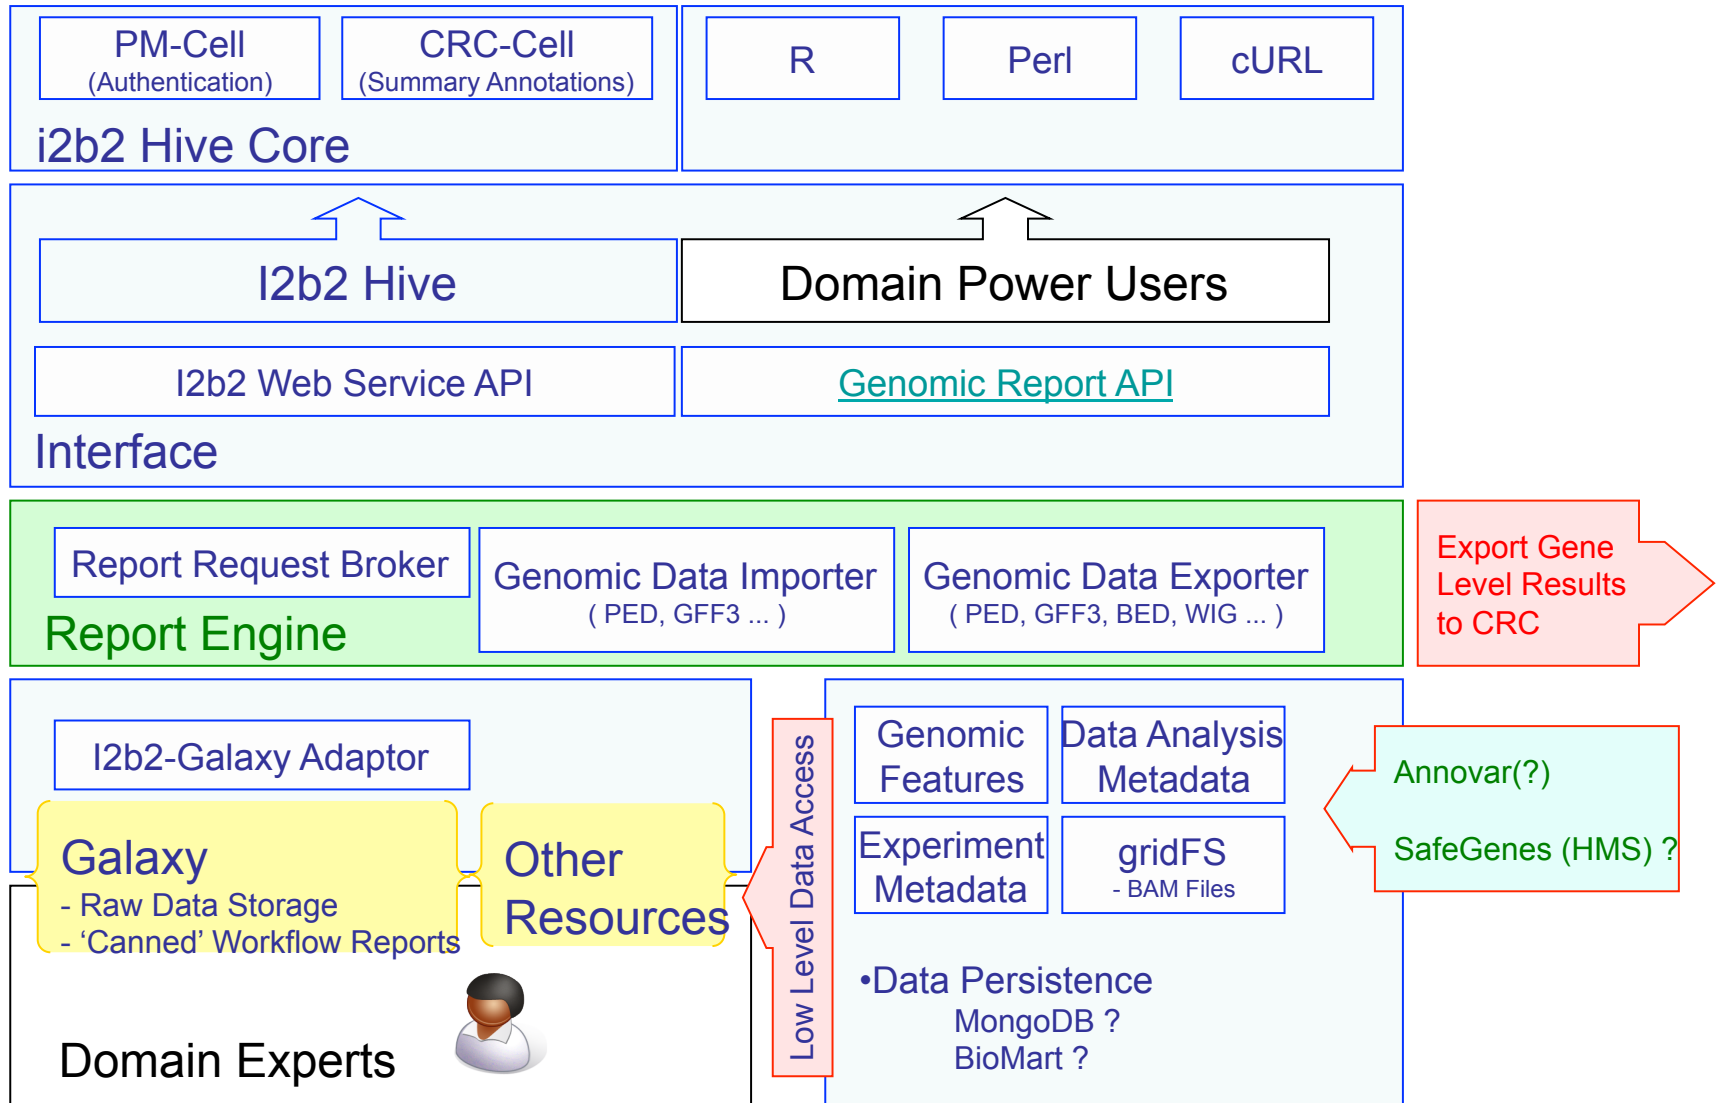 PM-Cell
(Authentication)
CRC-Cell
(Summary Annotations)
i2b2 Hive Core
R
Perl
cURL
I2b2 Hive
Domain Power Users
I2b2 Web Service API
Genomic Report API
Interface
Report Request Broker
Genomic Data Importer
( PED, GFF3 ... )
Genomic Data Exporter
( PED, GFF3, BED, WIG ... )
Report Engine
Export Gene
Level Results
to CRC
I2b2-Galaxy Adaptor
Galaxy
- Raw Data Storage
- ‘Canned’ Workflow Reports
Other
Resources
Domain Experts
Low Level Data Access
Genomic
Features
Data Analysis
Metadata
Experiment
Metadata
gridFS
- BAM Files
•Data Persistence
MongoDB ?
BioMart ?
Annovar(?)
SafeGenes (HMS) ?